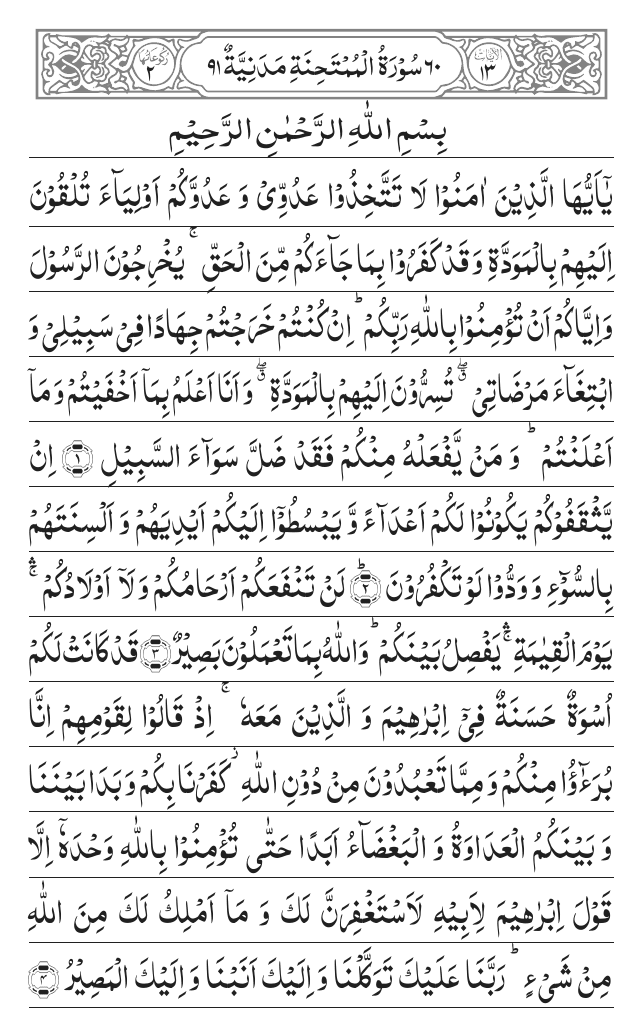 الآيات ١٣ ٦٠ سُوْرَةُ الْمُمْتَحِنَةِ مَدَنِيَّةٌ ٩١ رکوعاتها ٢
بِسْمِ اللّٰهِ الرَّحْمٰنِ الرَّحِيْمِ
يٰۤاَيُّهَا الَّذِيْنَ اٰمَنُوْا لَا تَتَّخِذُوْا عَدُوِّيْ وَ عَدُوَّكُمْ اَوْلِيَآءَ تُلْقُوْنَ
اِلَيْهِمْ بِالْمَوَدَّةِ وَ قَدْ كَفَرُوْا بِمَا جَآءَكُمْ مِّنَ الْحَقِّ ۚ يُخْرِجُوْنَ الرَّسُوْلَ
وَ اِيَّاكُمْ اَنْ تُؤْمِنُوْا بِاللّٰهِ رَبِّكُمْ ؕ اِنْ كُنْتُمْ خَرَجْتُمْ جِهَادًا فِيْ سَبِيْلِيْ وَ
ابْتِغَآءَ مَرْضَاتِيْ ۖۗ تُسِرُّوْنَ اِلَيْهِمْ بِالْمَوَدَّةِ ۖۗ وَ اَنَا اَعْلَمُ بِمَاۤ اَخْفَيْتُمْ وَ مَاۤ
اَعْلَنْتُمْ ؕ وَ مَنْ يَّفْعَلْهُ مِنْكُمْ فَقَدْ ضَلَّ سَوَآءَ السَّبِيْلِ ١ اِنْ
يَّثْقَفُوْكُمْ يَكُوْنُوْا لَكُمْ اَعْدَآءً وَّ يَبْسُطُوْۤا اِلَيْكُمْ اَيْدِيَهُمْ وَ اَلْسِنَتَهُمْ
بِالسُّوْٓءِ وَ وَدُّوْا لَوْ تَكْفُرُوْنَ ؕ ٢ لَنْ تَنْفَعَكُمْ اَرْحَامُكُمْ وَ لَاۤ اَوْلَادُكُمْ ۛۚ
يَوْمَ الْقِيٰمَةِ ۛۚ يَفْصِلُ بَيْنَكُمْ ؕ وَ اللّٰهُ بِمَا تَعْمَلُوْنَ بَصِيْرٌ ٣ قَدْ كَانَتْ لَكُمْ
اُسْوَةٌ حَسَنَةٌ فِيْۤ اِبْرٰهِيْمَ وَ الَّذِيْنَ مَعَهٗ ۚ اِذْ قَالُوْا لِقَوْمِهِمْ اِنَّا
بُرَءٰٓؤُا مِنْكُمْ وَ مِمَّا تَعْبُدُوْنَ مِنْ دُوْنِ اللّٰهِ ؗ كَفَرْنَا بِكُمْ وَ بَدَا بَيْنَنَا
وَ بَيْنَكُمُ الْعَدَاوَةُ وَ الْبَغْضَآءُ اَبَدًا حَتّٰى تُؤْمِنُوْا بِاللّٰهِ وَحْدَهٗۤ اِلَّا
قَوْلَ اِبْرٰهِيْمَ لِاَبِيْهِ لَاَسْتَغْفِرَنَّ لَكَ وَ مَاۤ اَمْلِكُ لَكَ مِنَ اللّٰهِ
مِنْ شَيْءٍ ؕ رَبَّنَا عَلَيْكَ تَوَكَّلْنَا وَ اِلَيْكَ اَنَبْنَا وَ اِلَيْكَ الْمَصِيْرُ ٤